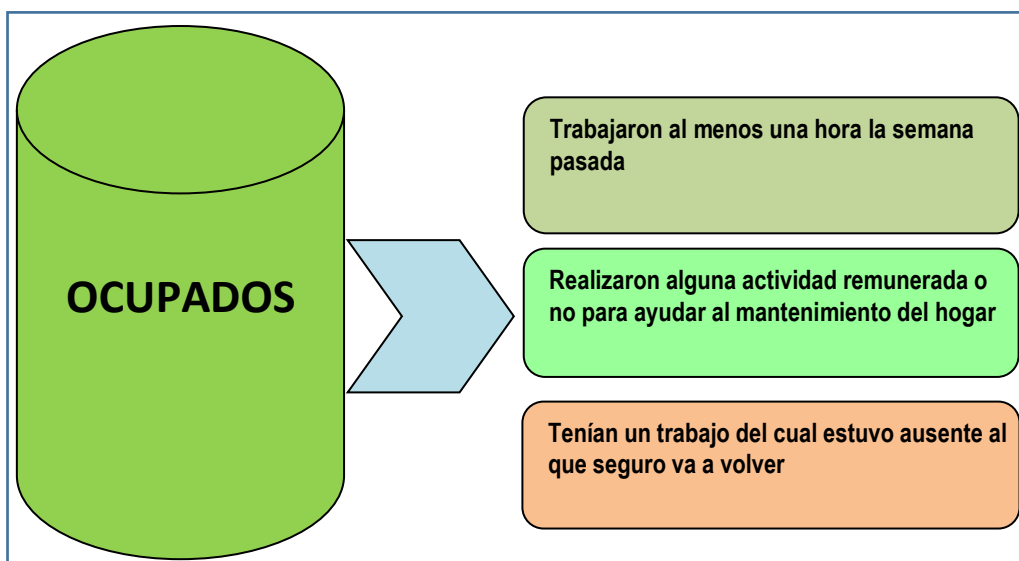 OCUPADOS
Trabajaron al menos una hora la semana
pasada
Realizaron alguna actividad remunerada o
no para ayudar al mantenimiento del hogar
Tenían un trabajo del cual estuvo ausente al
que seguro va a volver